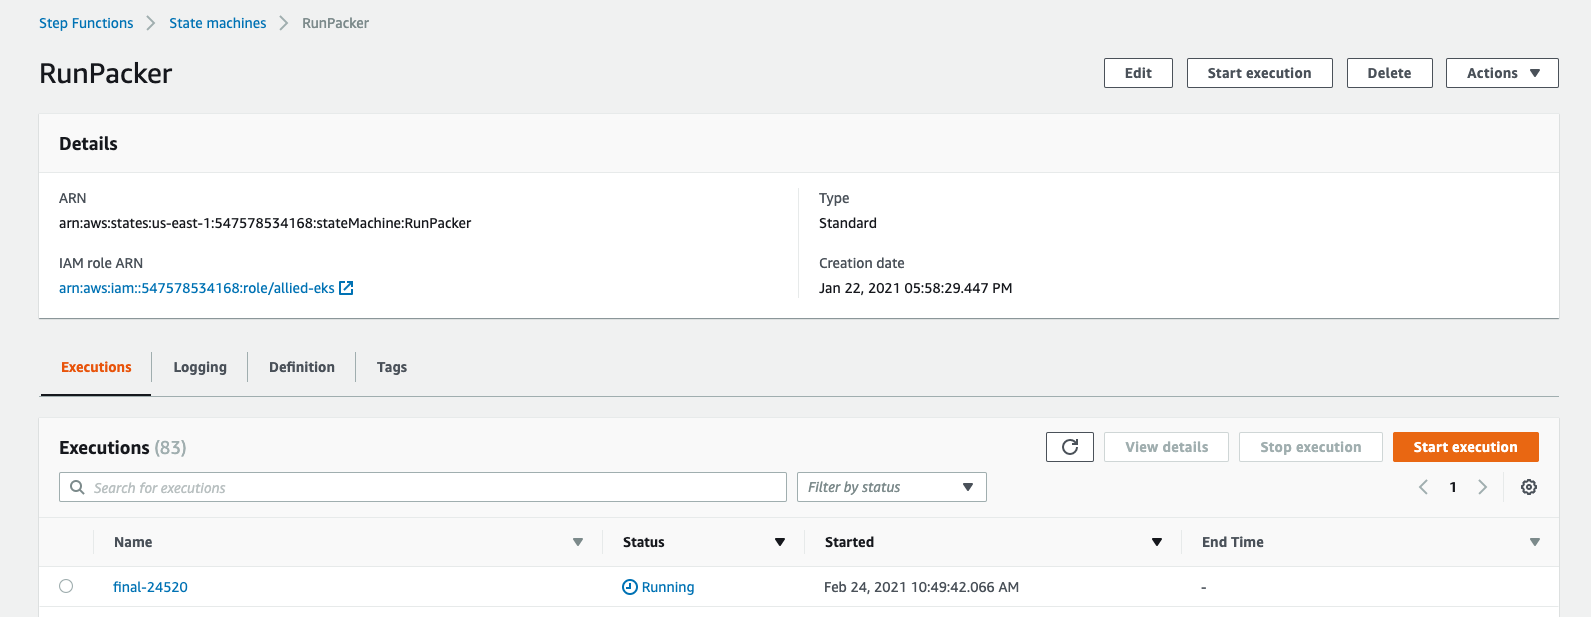 Step Functions > State machines > RunPacker
RunPacker
Edit
Start execution
Delete
Actions
Details
ARN
arn:aws:states:us-east-1:547578534168:stateMachine:RunPacker
IAM role ARN
arn:aws:iam::547578534168:role/allied-eks
Type
Standard
Creation date
Jan 22, 2021 05:58:29.447 PM
Executions
Logging
Definition
Tags
Executions (83)
View details
Stop execution
Start execution
Search for executions
Filter by status
1
Name
Status
Started
End Time
final-24520
Running
Feb 24, 2021 10:49:42.066 AM
-